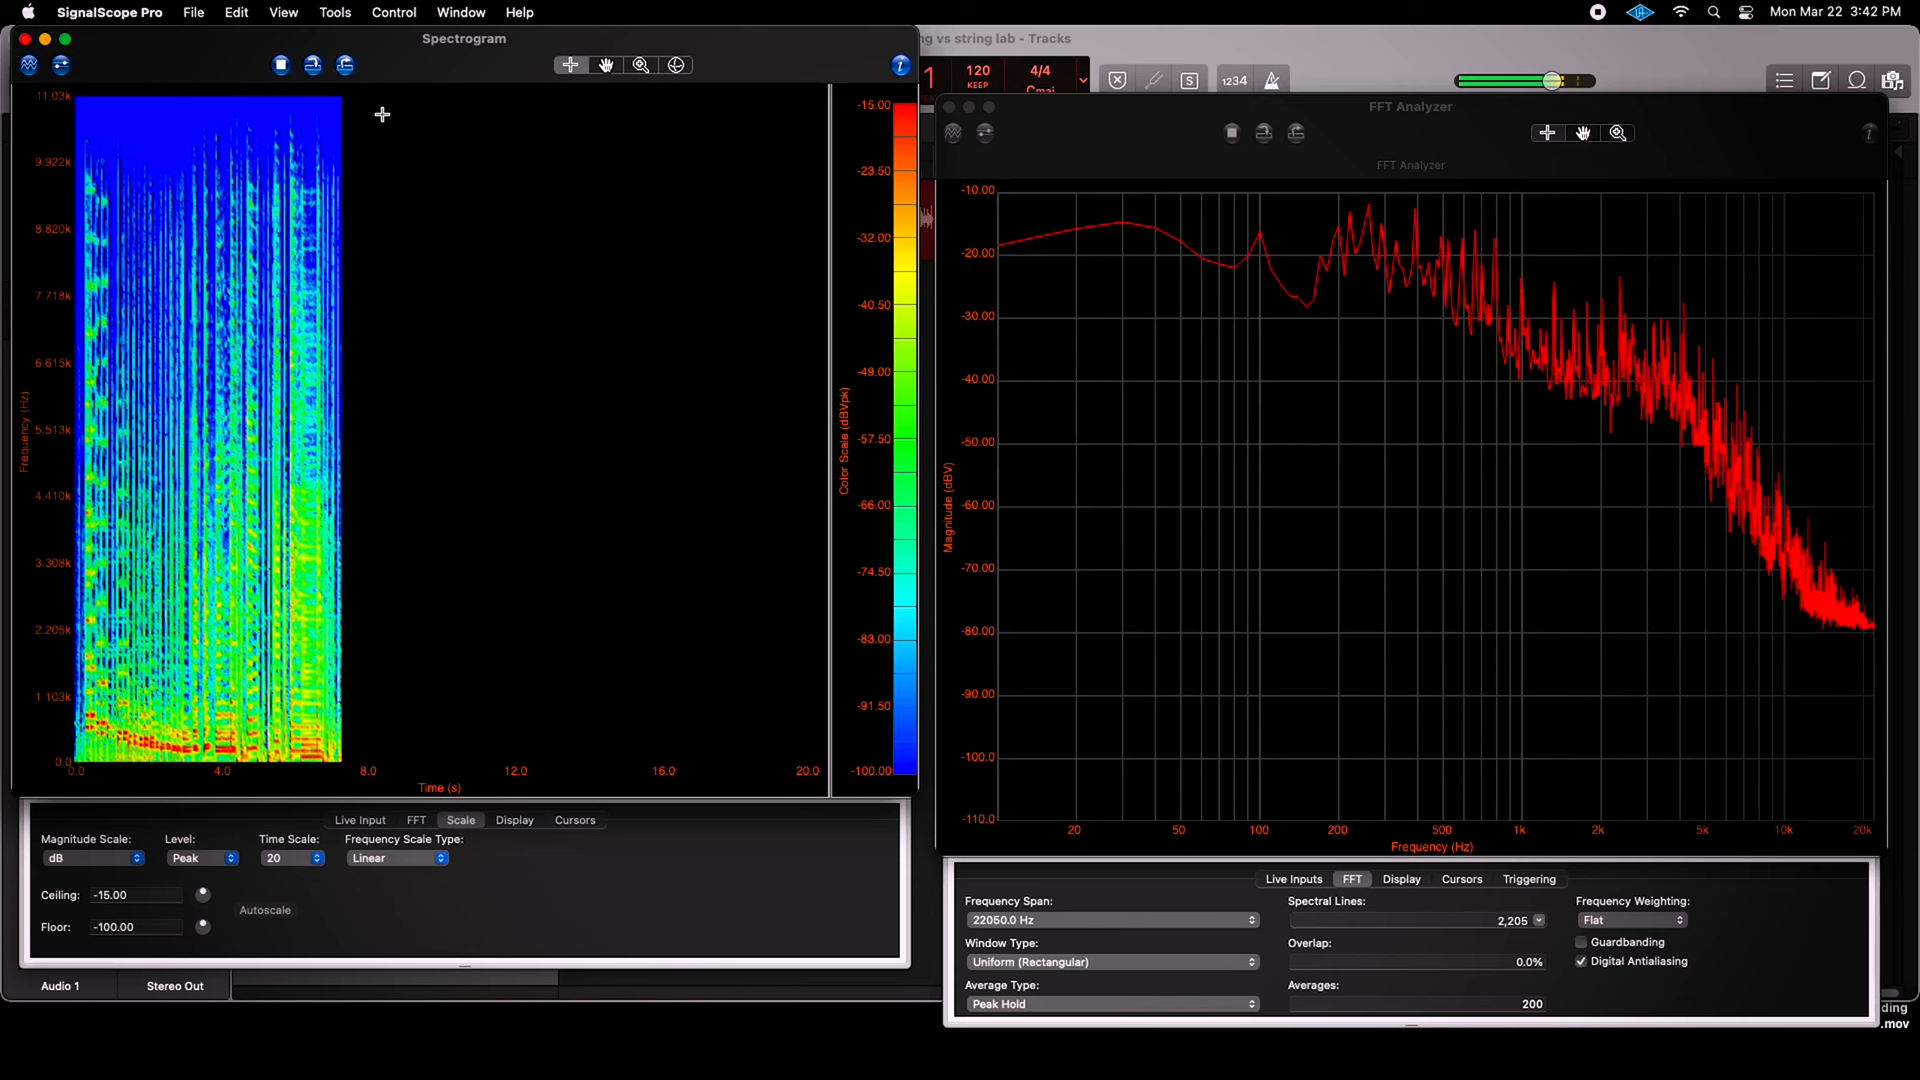 SignalScope Pro File Edit View Tools Control Window Help Mon Mar 22 3:42 PM
Spectrogram
ng vs string lab - Tracks
1 120 4/4
KEEP Cmaj
S 1234
11.03k
9.922k
8.820k
7.718k
6.615k
5.513k
4.410k
3.308k
2.205k
1.103k
0.0
Frequency (Hz)
0.0 4.0 8.0 12.0 16.0 20.0
Time (s)
-15.00
-23.50
-32.00
-40.50
-49.00
-57.50
-66.00
-74.50
-83.00
-91.50
-100.00
Color Scale (dBVpk)
Live Input FFT Scale Display Cursors
Magnitude Scale: Level: Time Scale: Frequency Scale Type:
dB Peak 20 Linear
Ceiling: -15.00
Autoscale
Floor: -100.00
Audio 1 Stereo Out
FFT Analyzer
FFT Analyzer
-10.00
-20.00
-30.00
-40.00
-50.00
-60.00
-70.00
-80.00
-90.00
-100.0
-110.0
Magnitude (dBV)
20 50 100 200 500 1k 2k 5k 10k 20k
Frequency (Hz)
Live Inputs FFT Display Cursors Triggering
Frequency Span: Spectral Lines: Frequency Weighting:
22050.0 Hz 2,205 Flat
Window Type: Overlap: Guardbanding
Uniform (Rectangular) 0.0% Digital Antialiasing
Average Type: Averages:
Peak Hold 200
ding
.mov